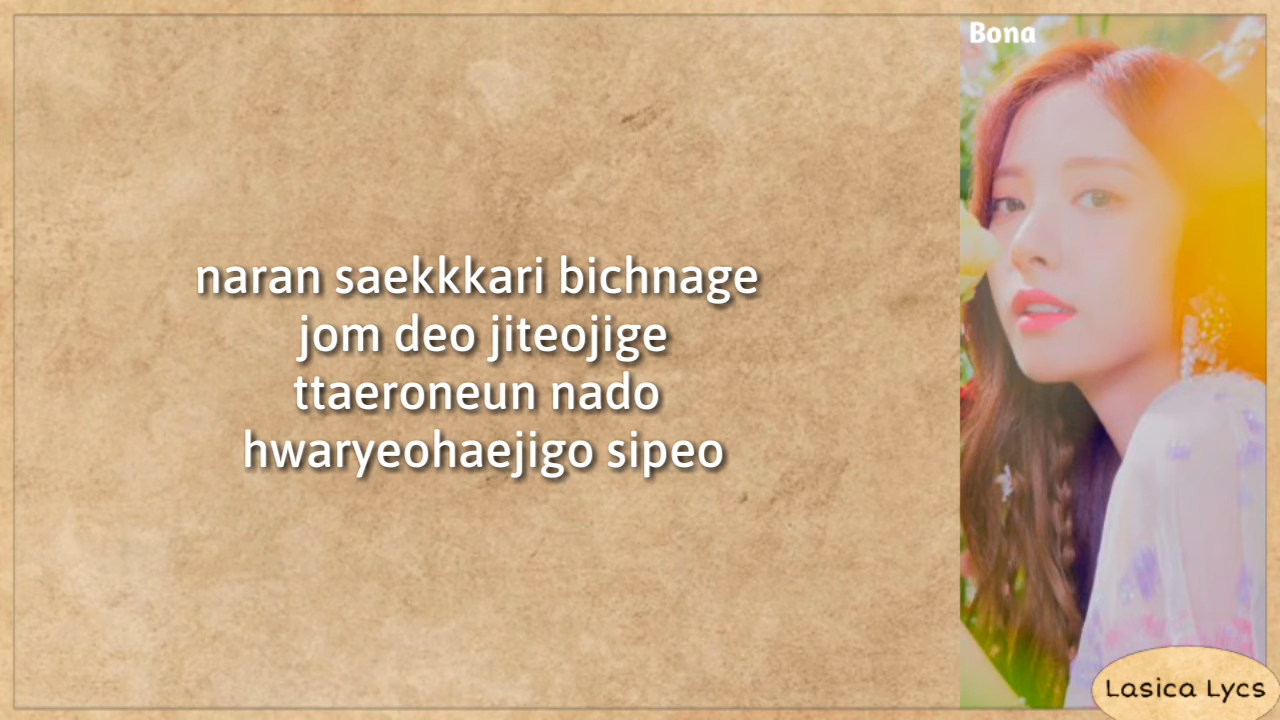 Bona
naran saekkkari bichnage
jom deo jiteojige
ttaeroneun nado
hwaryeohaejigo sipeo
Lasica Lycs